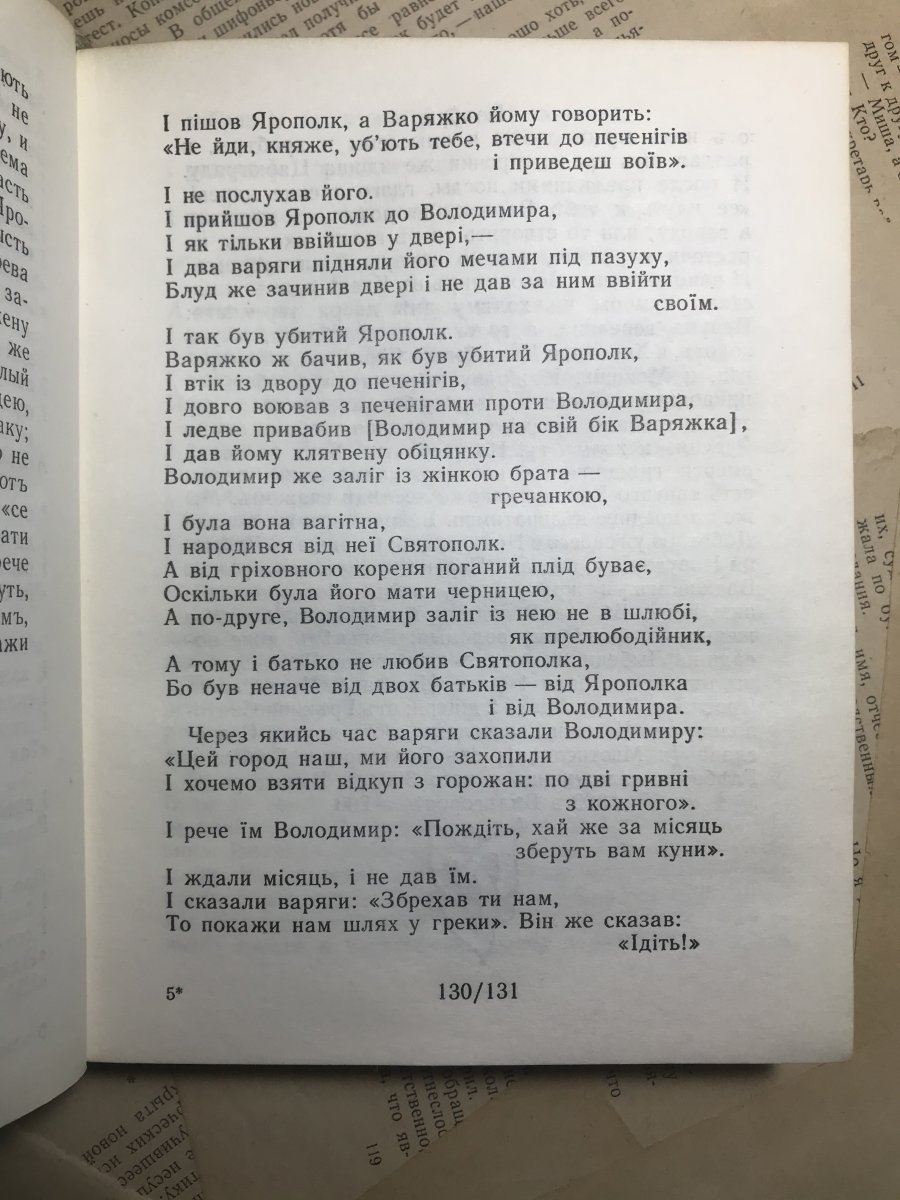 І пішов Ярополк, а Варяжко йому говорить:
«Не йди, княже, уб’ють тебе, втечи до печенігів
і приведеш воїв».
І не послухав його.
І прийшов Ярополк до Володимира,
І як тільки ввійшов у двері,—
І два варяги підняли його мечами під пазуху,
Блуд же зачинив двері і не дав за ним ввійти
своїм.
І так був убитий Ярополк.
Варяжко ж бачив, як був убитий Ярополк,
І втік із двору до печенігів,
І довго воював з печенігами проти Володимира,
І ледве привабив [Володимир на свій бік Варяжка],
І дав йому клятвену обіцянку.
Володимир же заліг із жінкою брата —
гречанкою,
І була вона вагітна,
І народився від неї Святополк.
А від гріховного кореня поганий плід буває,
Оскільки була його мати черницею,
А по-друге, Володимир заліг із нею не в шлюбі,
як прелюбодійник,
А тому і батько не любив Святополка,
Бо був неначе від двох батьків — від Ярополка
і від Володимира.
Через якийсь час варяги сказали Володимиру:
«Цей город наш, ми його захопили
І хочемо взяти відкуп з горожан: по дві гривні
з кожного».
І рече їм Володимир: «Пождіть, хай же за місяць
зберуть вам куни».
І ждали місяць, і не дав їм.
І сказали варяги: «Збрехав ти нам,
То покажи нам шлях у греки». Він же сказав:
«Ідіть!»
5*
130/131